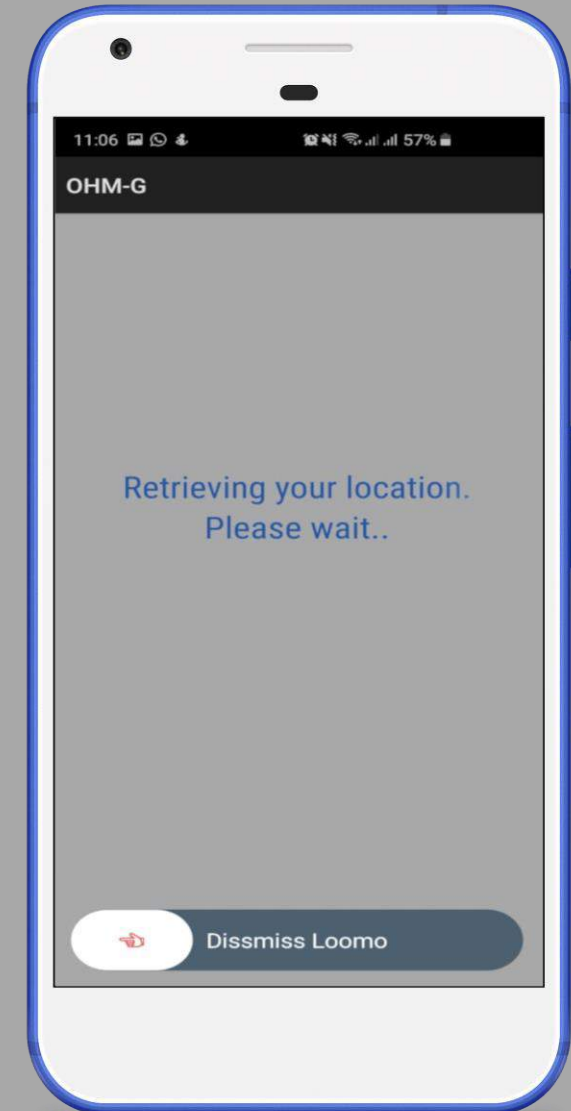 11:06 57%
OHM-G
Retrieving your location.
Please wait..
Dissmiss Loomo